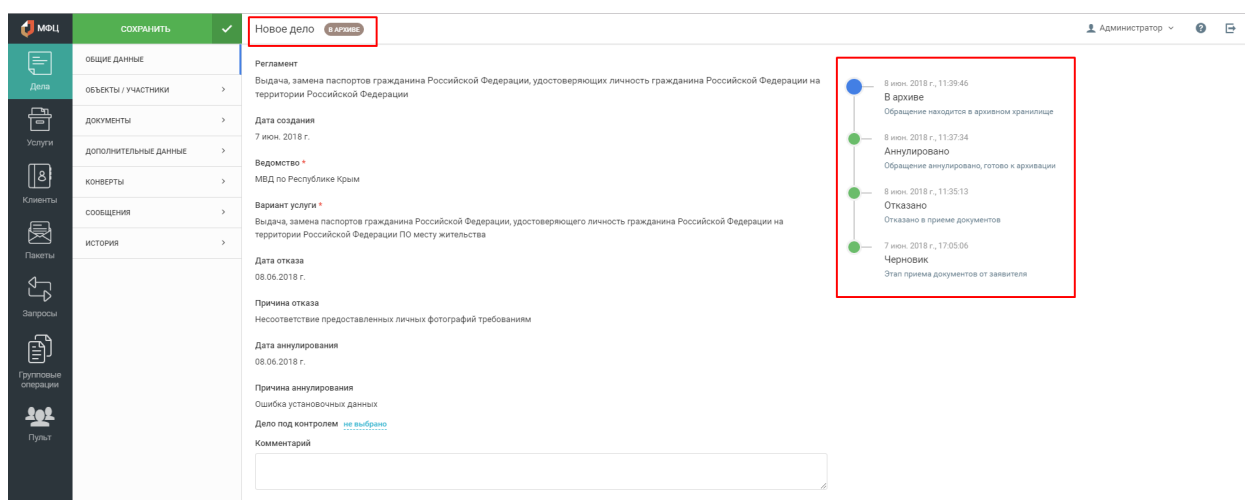 МФЦ
СОХРАНИТЬ
Новое дело В АРХИВЕ
Администратор
Дела
Услуги
Клиенты
Пакеты
Запросы
Групповые
операции
Пульт
ОБЩИЕ ДАННЫЕ
ОБЪЕКТЫ / УЧАСТНИКИ
ДОКУМЕНТЫ
ДОПОЛНИТЕЛЬНЫЕ ДАННЫЕ
КОНВЕРТЫ
СООБЩЕНИЯ
ИСТОРИЯ
Регламент
Выдача, замена паспортов гражданина Российской Федерации, удостоверяющих личность гражданина Российской Федерации на
территории Российской Федерации
Дата создания
7 июн. 2018 г.
Ведомство *
МВД по Республике Крым
Вариант услуги *
Выдача, замена паспортов гражданина Российской Федерации, удостоверяющего личность гражданина Российской Федерации на
территории Российской Федерации ПО месту жительства
Дата отказа
08.06.2018 г.
Причина отказа
Несоответствие предоставленных личных фотографий требованиям
Дата аннулирования
08.06.2018 г.
Причина аннулирования
Ошибка установочных данных
Дело под контролем не выбрано
Комментарий
8 июн. 2018 г., 11:39:46
В архиве
Обращение находится в архивном хранилище
8 июн. 2018 г., 11:37:34
Аннулировано
Обращение аннулировано, готово к архивации
8 июн. 2018 г., 11:35:13
Отказано
Отказано в приеме документов
7 июн. 2018 г., 17:05:06
Черновик
Этап приема документов от заявителя